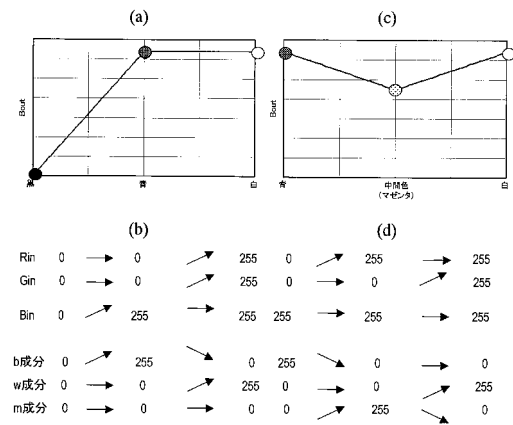 (a)
(c)
Bout
Bout
黒
青
白
青
中間色
(マゼンタ)
白
(b)
(d)
Rin 0 0 255 0 255 255
Gin 0 0 255 0 0 255
Bin 0 255 255 255 255
b成分 0 255 0 255 0 0
w成分 0 0 255 0 0 255
m成分 0 0 0 0 255 0